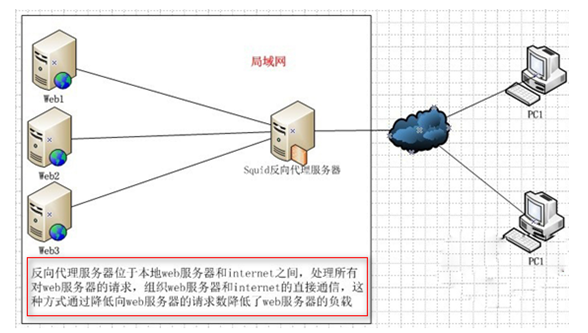 局域网
Web1
PC1
Squid反向代理服务器
Web2
Web3
PC1
反向代理服务器位于本地web服务器和internet之间，处理所有
对web服务器的请求，组织web服务器和internet的直接通信，这
种方式通过降低向web服务器的请求数降低了web服务器的负载